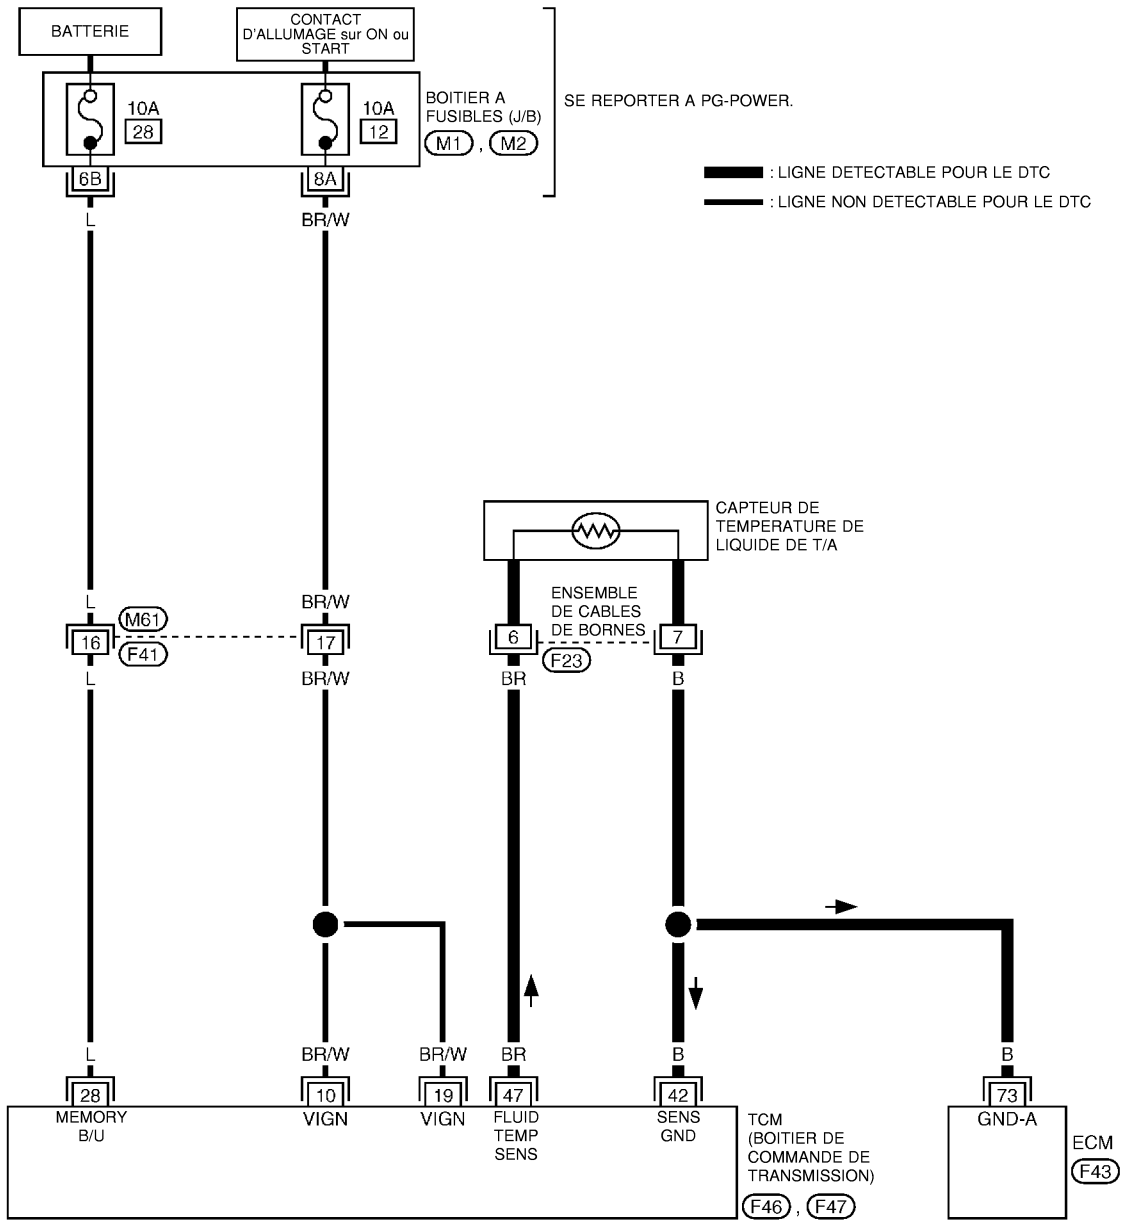 BATTERIE
CONTACT
D'ALLUMAGE sur ON ou
START
10A
28
10A
12
BOITIER A
FUSIBLES (J/B)
M1 , M2
SE REPORTER A PG-POWER.
6B
8A
: LIGNE DETECTABLE POUR LE DTC
: LIGNE NON DETECTABLE POUR LE DTC
L
BR/W
CAPTEUR DE
TEMPERATURE DE
LIQUIDE DE T/A
L
BR/W
M61
F41
16
17
ENSEMBLE
DE CABLES
DE BORNES
6
7
F23
L
BR/W
BR
B
L
BR/W
BR/W
BR
B
B
28
10
19
47
42
73
MEMORY
B/U
VIGN
VIGN
FLUID
TEMP
SENS
SENS
GND
TCM
(BOITIER DE
COMMANDE DE
TRANSMISSION)
F46 , F47
GND-A
ECM
F43